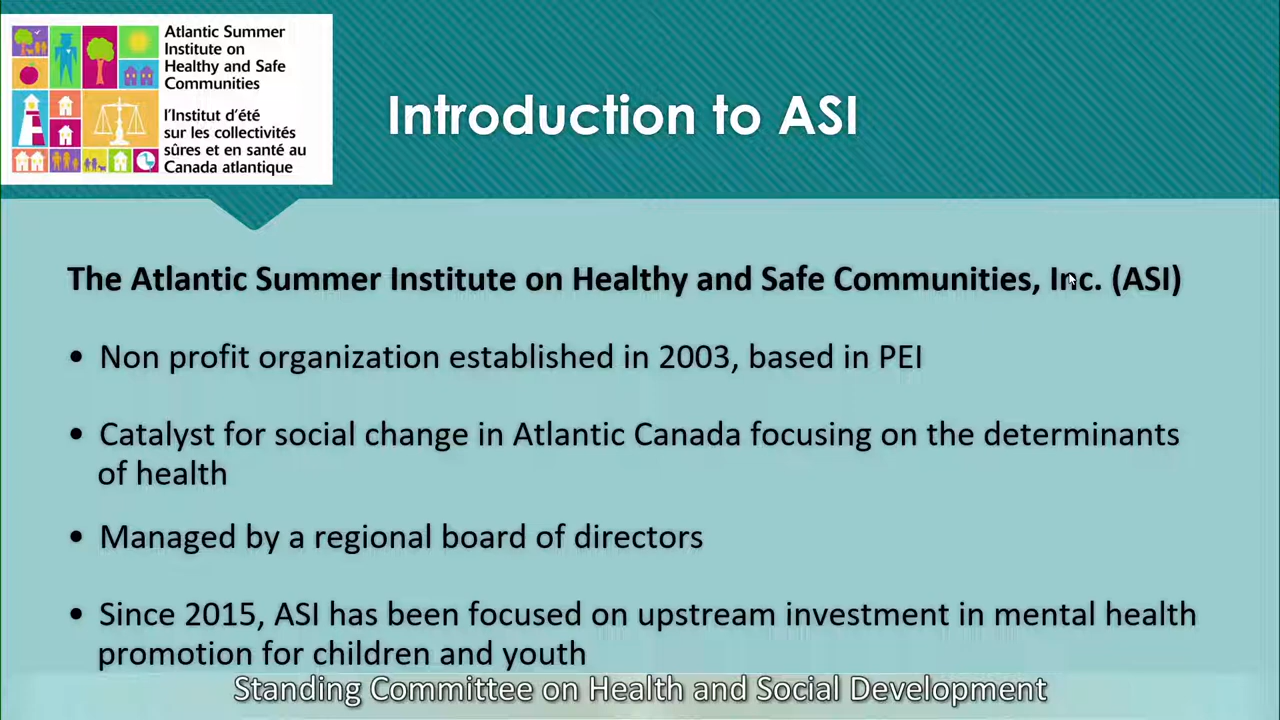 Atlantic Summer
Institute on
Healthy and Safe
Communities
l'Institut d'été
sur les collectivités
sûres et en santé au
Canada atlantique
Introduction to ASI
The Atlantic Summer Institute on Healthy and Safe Communities, Inc. (ASI)
• Non profit organization established in 2003, based in PEI
• Catalyst for social change in Atlantic Canada focusing on the determinants
of health
• Managed by a regional board of directors
• Since 2015, ASI has been focused on upstream investment in mental health
promotion for children and youth
Standing Committee on Health and Social Development